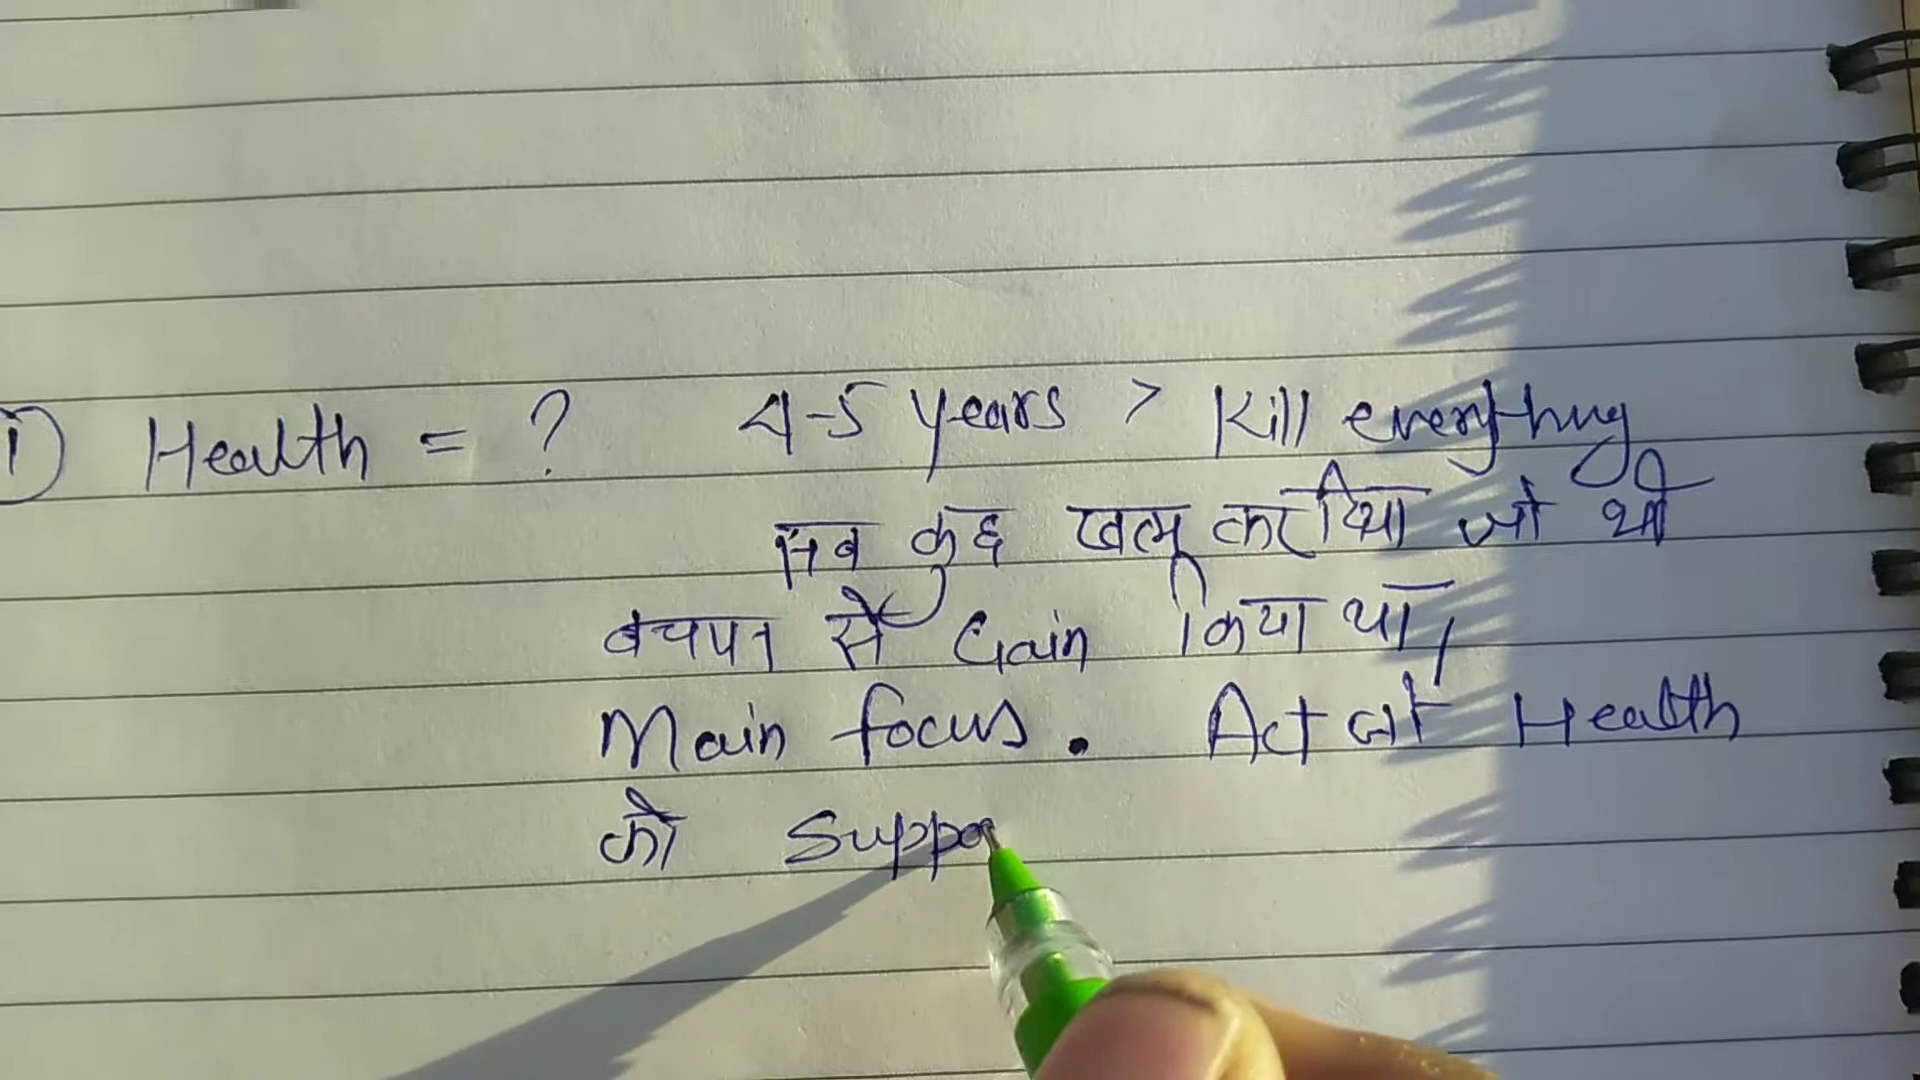 1) Health = ? 4-5 years > Kill everything
सब कुछ खत्म कर दिया जो भी
बचपन से Gain किया था,
Main focus. Act जो Health
को Suppo